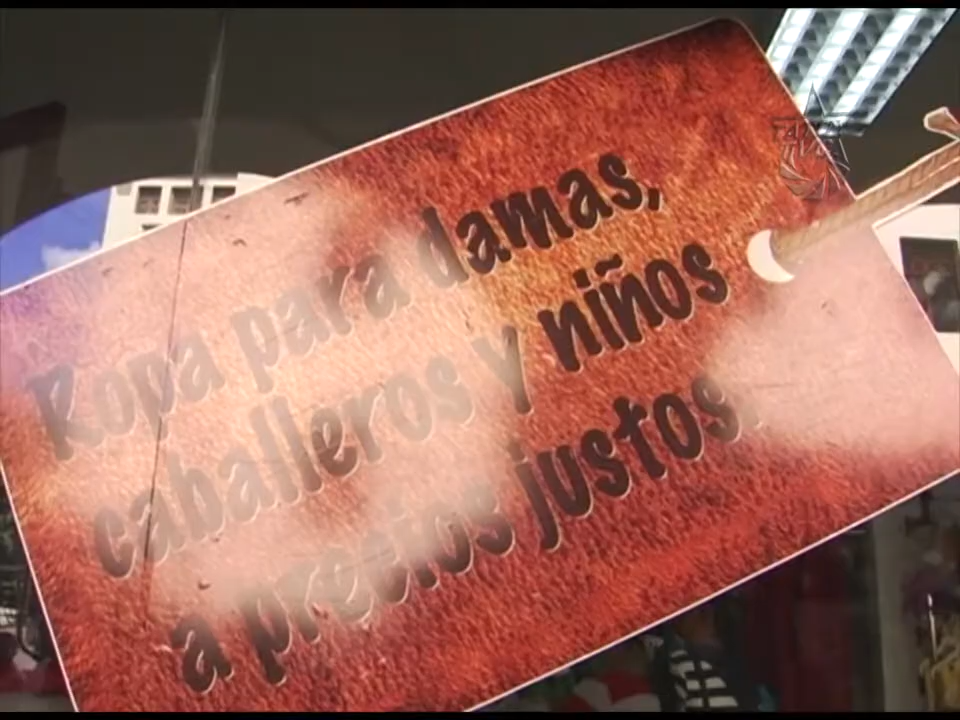 Ropa para damas,
caballeros y niños
a precios justos.